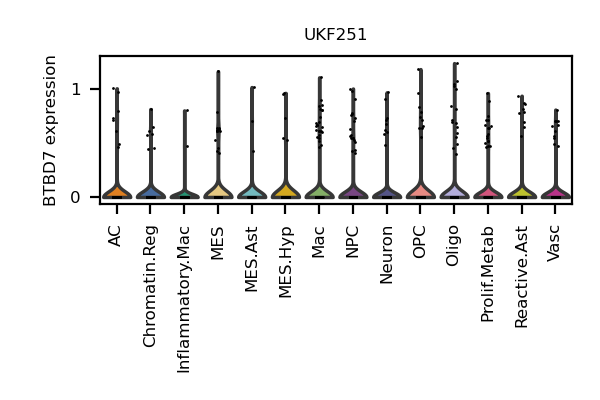 UKF251
BTBD7 expression
1
0
AC
Chromatin.Reg
Inflammatory.Mac
MES
MES.Ast
MES.Hyp
Mac
NPC
Neuron
OPC
Oligo
Prolif.Metab
Reactive.Ast
Vasc